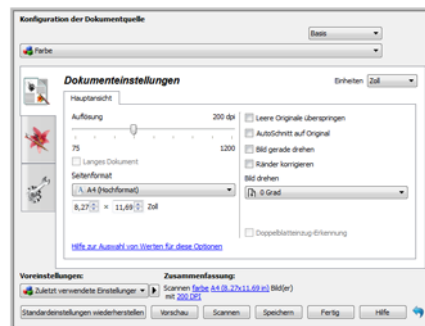 Konfiguration der Dokumentquelle
Basis
Farbe
Dokumenteinstellungen
Einheiten Zoll
Hauptansicht
Auflösung 200 dpi
75 1200
Langes Dokument
Seitenformat
A4 (Hochformat)
8,27 × 11,69 Zoll
Hilfe zur Auswahl von Werten für diese Optionen
Leere Originale überspringen
AutoSchnitt auf Original
Bild gerade drehen
Ränder korrigieren
Bild drehen
0 Grad
Doppelblatteinzug-Erkennung
Voreinstellungen:
Zuletzt verwendete Einstellungen
Zusammenfassung:
Scannen farbe A4 (8.27x11.69 in) Bild(er)
mit 200 DPI
Standardeinstellungen wiederherstellen Vorschau Scannen Speichern Fertig Hilfe